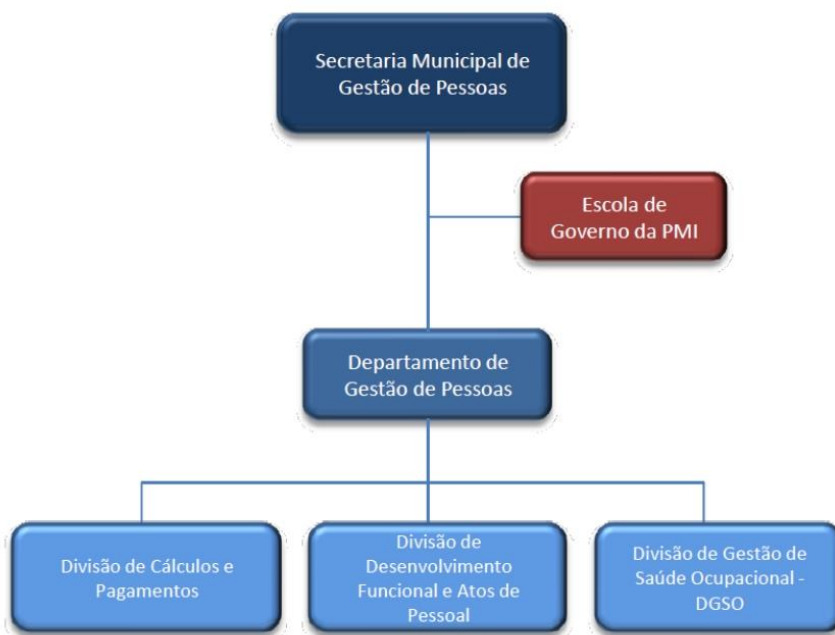 Secretaria Municipal de
Gestão de Pessoas
Escola de
Governo da PMI
Departamento de
Gestão de Pessoas
Divisão de Cálculos e
Pagamentos
Divisão de
Desenvolvimento
Funcional e Atos de
Pessoal
Divisão de Gestão de
Saúde Ocupacional -
DGSO